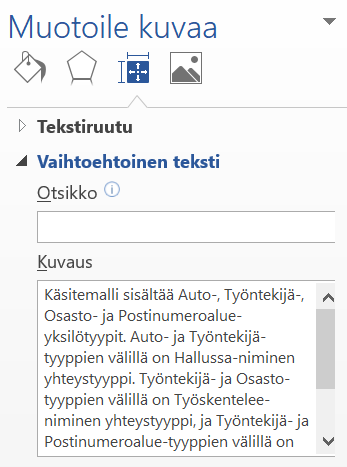 Muotoile kuvaa
Tekstiruutu
Vaihtoehtoinen teksti
Otsikko
Kuvaus
Käsitemalli sisältää Auto-, Työntekijä-,
Osasto- ja Postinumeroalue-
yksilötyypit. Auto- ja Työntekijä-
tyyppien välillä on Hallussa-niminen
yhteystyyppi. Työntekijä- ja Osasto-
tyyppien välillä on Työskentelee-
niminen yhteystyyppi, ja Työntekijä- ja
Postinumeroalue-tyyppien välillä on